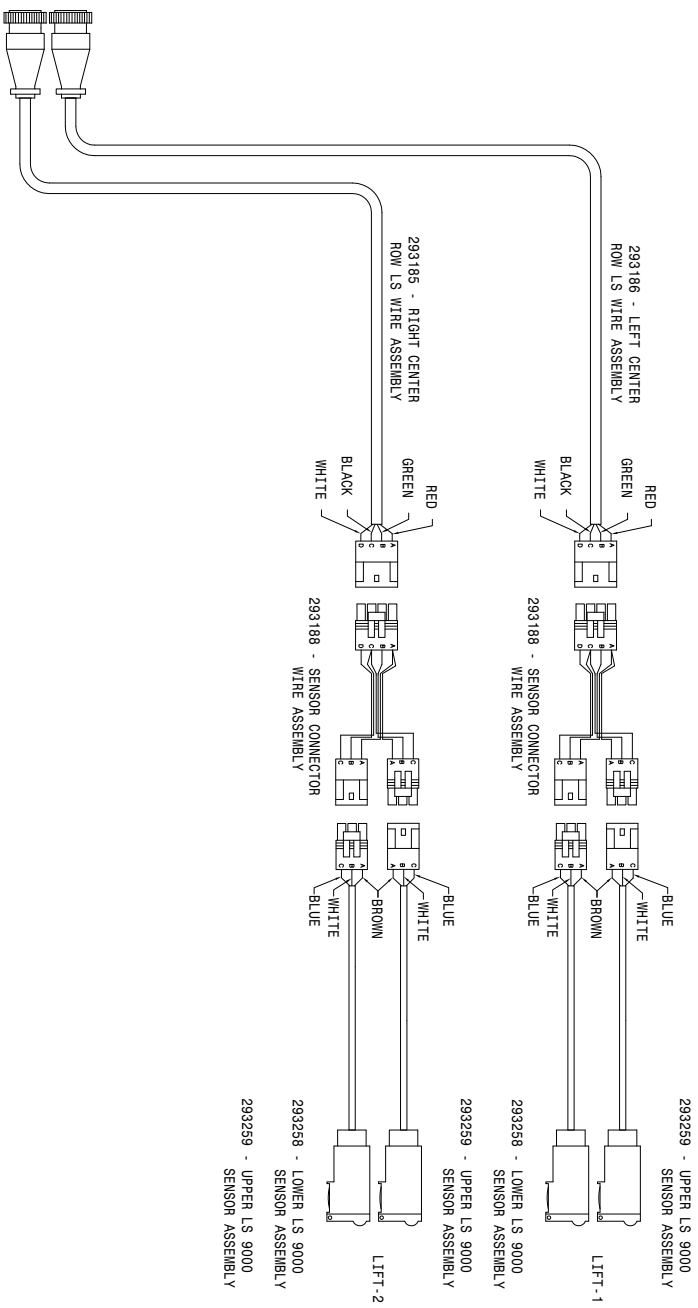 293186 - LEFT CENTER
ROW LS WIRE ASSEMBLY
RED
GREEN
BLACK
WHITE
A
B
C
D
A
B
C
D
293188 - SENSOR CONNECTOR
WIRE ASSEMBLY
C
B
A
A
B
C
C
B
A
A
B
C
BLUE
WHITE
BROWN
WHITE
BLUE
293259 - UPPER LS 9000
SENSOR ASSEMBLY
LIFT-1
293258 - LOWER LS 9000
SENSOR ASSEMBLY
293185 - RIGHT CENTER
ROW LS WIRE ASSEMBLY
RED
GREEN
BLACK
WHITE
A
B
C
D
A
B
C
D
293188 - SENSOR CONNECTOR
WIRE ASSEMBLY
C
B
A
A
B
C
C
B
A
A
B
C
BLUE
WHITE
BROWN
WHITE
BLUE
293259 - UPPER LS 9000
SENSOR ASSEMBLY
LIFT-2
293258 - LOWER LS 9000
SENSOR ASSEMBLY
293259 - UPPER LS 9000
SENSOR ASSEMBLY